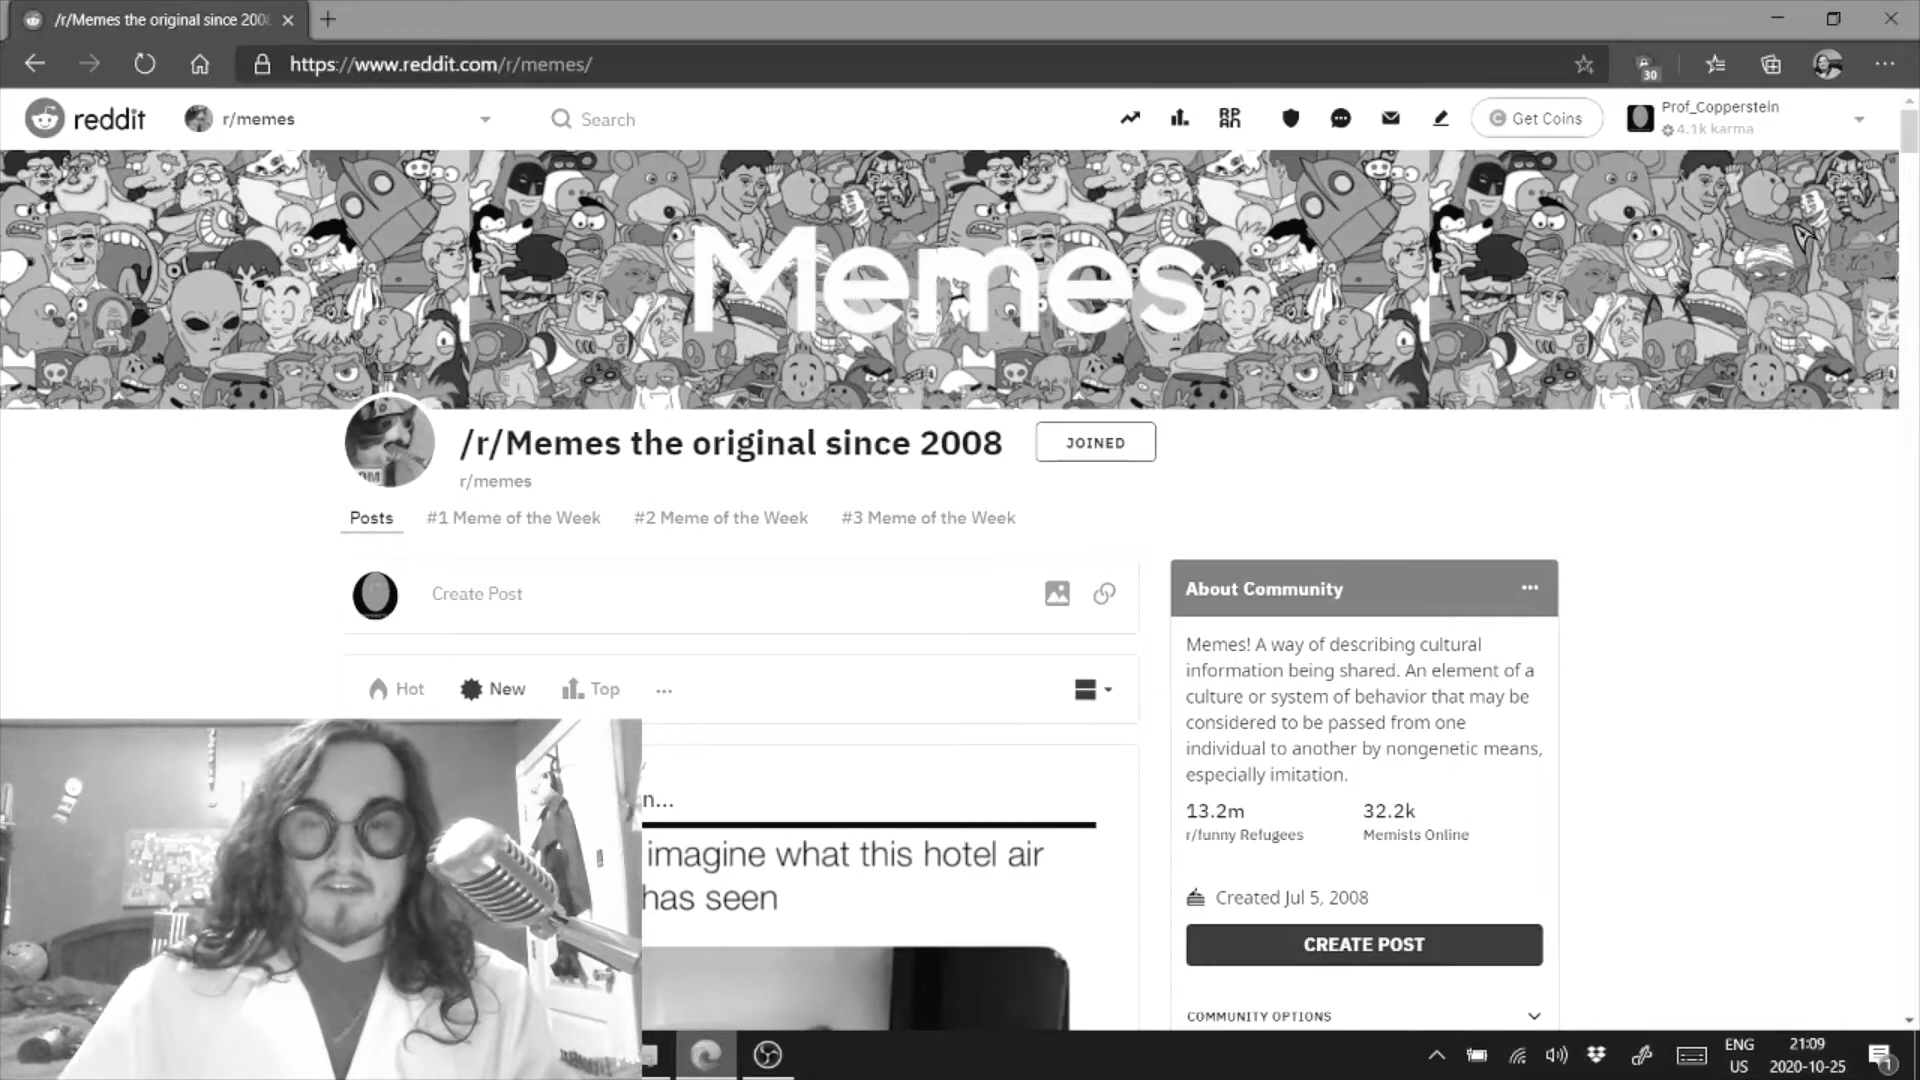 /r/Memes the original since 200
https://www.reddit.com/r/memes/
30
reddit
r/memes
Search
Get Coins
Prof_Copperstein
4.1k karma
Memes
/r/Memes the original since 2008
JOINED
r/memes
Posts
#1 Meme of the Week
#2 Meme of the Week
#3 Meme of the Week
Create Post
Hot
New
Top
n...
imagine what this hotel air
has seen
About Community
Memes! A way of describing cultural
information being shared. An element of a
culture or system of behavior that may be
considered to be passed from one
individual to another by nongenetic means,
especially imitation.
13.2m
32.2k
r/funny Refugees
Memists Online
Created Jul 5, 2008
CREATE POST
COMMUNITY OPTIONS
ENG
US
21:09
2020-10-25
1